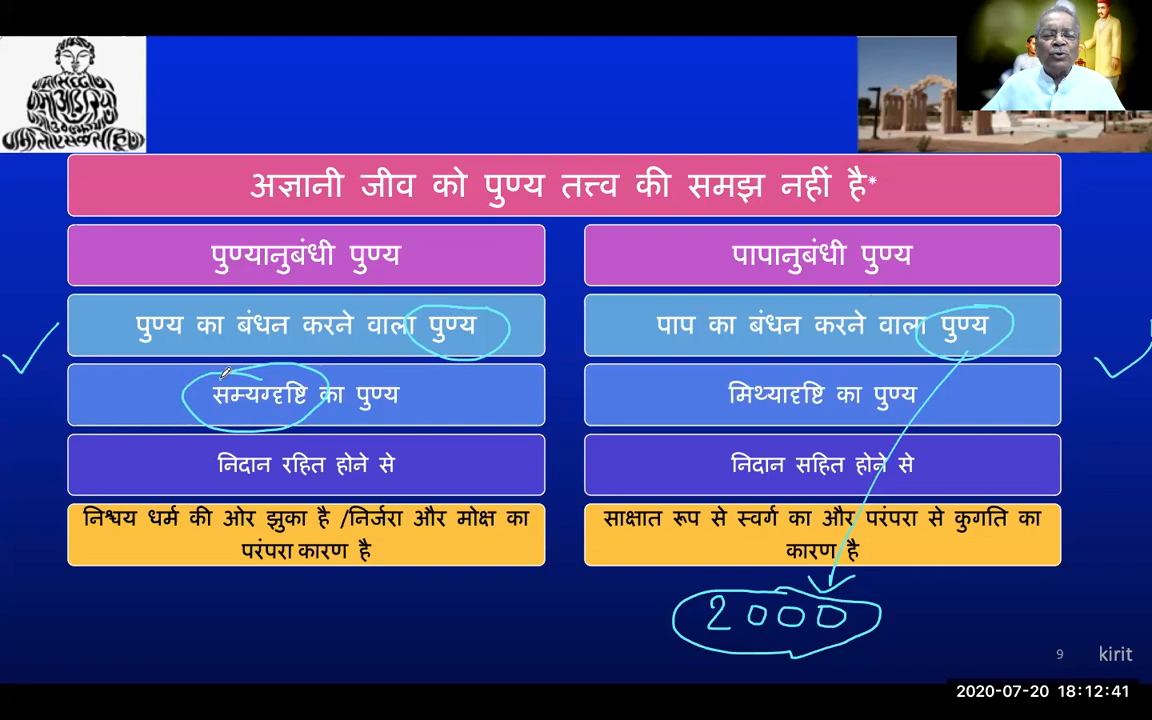 अज्ञानी जीव को पुण्य तत्त्व की समझ नहीं है*
पुण्यानुबंधी पुण्य
पापानुबंधी पुण्य
पुण्य का बंधन करने वाला पुण्य
पाप का बंधन करने वाला पुण्य
सम्यग्दृष्टि का पुण्य
मिथ्यादृष्टि का पुण्य
निदान रहित होने से
निदान सहित होने से
निश्चय धर्म की ओर झुका है /निर्जरा और मोक्ष का
परंपरा कारण है
साक्षात रूप से स्वर्ग का और परंपरा से कुगति का
कारण है
2000
9 kirit
2020-07-20 18:12:41